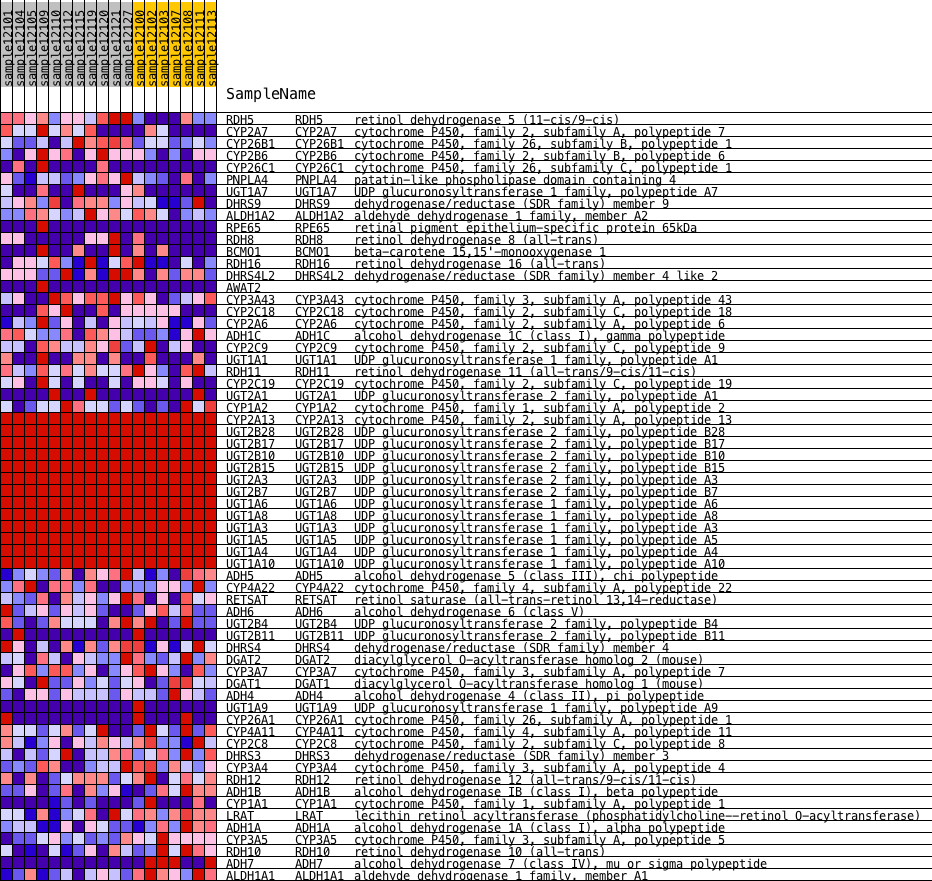 sample12101
sample12104
sample12105
sample12109
sample12110
sample12112
sample12115
sample12119
sample12120
sample12121
sample12127
sample12100
sample12102
sample12103
sample12107
sample12108
sample12111
sample12113
SampleName
RDH5 RDH5 retinol dehydrogenase 5 (11-cis/9-cis)
CYP2A7 CYP2A7 cytochrome P450, family 2, subfamily A, polypeptide 7
CYP26B1 CYP26B1 cytochrome P450, family 26, subfamily B, polypeptide 1
CYP2B6 CYP2B6 cytochrome P450, family 2, subfamily B, polypeptide 6
CYP26C1 CYP26C1 cytochrome P450, family 26, subfamily C, polypeptide 1
PNPLA4 PNPLA4 patatin-like phospholipase domain containing 4
UGT1A7 UGT1A7 UDP glucuronosyltransferase 1 family, polypeptide A7
DHRS9 DHRS9 dehydrogenase/reductase (SDR family) member 9
ALDH1A2 ALDH1A2 aldehyde dehydrogenase 1 family, member A2
RPE65 RPE65 retinal pigment epithelium-specific protein 65kDa
RDH8 RDH8 retinol dehydrogenase 8 (all-trans)
BCMO1 BCMO1 beta-carotene 15,15'-monooxygenase 1
RDH16 RDH16 retinol dehydrogenase 16 (all-trans)
DHRS4L2 DHRS4L2 dehydrogenase/reductase (SDR family) member 4 like 2
AWAT2
CYP3A43 CYP3A43 cytochrome P450, family 3, subfamily A, polypeptide 43
CYP2C18 CYP2C18 cytochrome P450, family 2, subfamily C, polypeptide 18
CYP2A6 CYP2A6 cytochrome P450, family 2, subfamily A, polypeptide 6
ADH1C ADH1C alcohol dehydrogenase 1C (class I), gamma polypeptide
CYP2C9 CYP2C9 cytochrome P450, family 2, subfamily C, polypeptide 9
UGT1A1 UGT1A1 UDP glucuronosyltransferase 1 family, polypeptide A1
RDH11 RDH11 retinol dehydrogenase 11 (all-trans/9-cis/11-cis)
CYP2C19 CYP2C19 cytochrome P450, family 2, subfamily C, polypeptide 19
UGT2A1 UGT2A1 UDP glucuronosyltransferase 2 family, polypeptide A1
CYP1A2 CYP1A2 cytochrome P450, family 1, subfamily A, polypeptide 2
CYP2A13 CYP2A13 cytochrome P450, family 2, subfamily A, polypeptide 13
UGT2B28 UGT2B28 UDP glucuronosyltransferase 2 family, polypeptide B28
UGT2B17 UGT2B17 UDP glucuronosyltransferase 2 family, polypeptide B17
UGT2B10 UGT2B10 UDP glucuronosyltransferase 2 family, polypeptide B10
UGT2B15 UGT2B15 UDP glucuronosyltransferase 2 family, polypeptide B15
UGT2A3 UGT2A3 UDP glucuronosyltransferase 2 family, polypeptide A3
UGT2B7 UGT2B7 UDP glucuronosyltransferase 2 family, polypeptide B7
UGT1A6 UGT1A6 UDP glucuronosyltransferase 1 family, polypeptide A6
UGT1A8 UGT1A8 UDP glucuronosyltransferase 1 family, polypeptide A8
UGT1A3 UGT1A3 UDP glucuronosyltransferase 1 family, polypeptide A3
UGT1A5 UGT1A5 UDP glucuronosyltransferase 1 family, polypeptide A5
UGT1A4 UGT1A4 UDP glucuronosyltransferase 1 family, polypeptide A4
UGT1A10 UGT1A10 UDP glucuronosyltransferase 1 family, polypeptide A10
ADH5 ADH5 alcohol dehydrogenase 5 (class III), chi polypeptide
CYP4A22 CYP4A22 cytochrome P450, family 4, subfamily A, polypeptide 22
RETSAT RETSAT retinol saturase (all-trans-retinol 13,14-reductase)
ADH6 ADH6 alcohol dehydrogenase 6 (class V)
UGT2B4 UGT2B4 UDP glucuronosyltransferase 2 family, polypeptide B4
UGT2B11 UGT2B11 UDP glucuronosyltransferase 2 family, polypeptide B11
DHRS4 DHRS4 dehydrogenase/reductase (SDR family) member 4
DGAT2 DGAT2 diacylglycerol O-acyltransferase homolog 2 (mouse)
CYP3A7 CYP3A7 cytochrome P450, family 3, subfamily A, polypeptide 7
DGAT1 DGAT1 diacylglycerol O-acyltransferase homolog 1 (mouse)
ADH4 ADH4 alcohol dehydrogenase 4 (class II), pi polypeptide
UGT1A9 UGT1A9 UDP glucuronosyltransferase 1 family, polypeptide A9
CYP26A1 CYP26A1 cytochrome P450, family 26, subfamily A, polypeptide 1
CYP4A11 CYP4A11 cytochrome P450, family 4, subfamily A, polypeptide 11
CYP2C8 CYP2C8 cytochrome P450, family 2, subfamily C, polypeptide 8
DHRS3 DHRS3 dehydrogenase/reductase (SDR family) member 3
CYP3A4 CYP3A4 cytochrome P450, family 3, subfamily A, polypeptide 4
RDH12 RDH12 retinol dehydrogenase 12 (all-trans/9-cis/11-cis)
ADH1B ADH1B alcohol dehydrogenase IB (class I), beta polypeptide
CYP1A1 CYP1A1 cytochrome P450, family 1, subfamily A, polypeptide 1
LRAT LRAT lecithin retinol acyltransferase (phosphatidylcholine--retinol O-acyltransferase)
ADH1A ADH1A alcohol dehydrogenase 1A (class I), alpha polypeptide
CYP3A5 CYP3A5 cytochrome P450, family 3, subfamily A, polypeptide 5
RDH10 RDH10 retinol dehydrogenase 10 (all-trans)
ADH7 ADH7 alcohol dehydrogenase 7 (class IV), mu or sigma polypeptide
ALDH1A1 ALDH1A1 aldehyde dehydrogenase 1 family, member A1